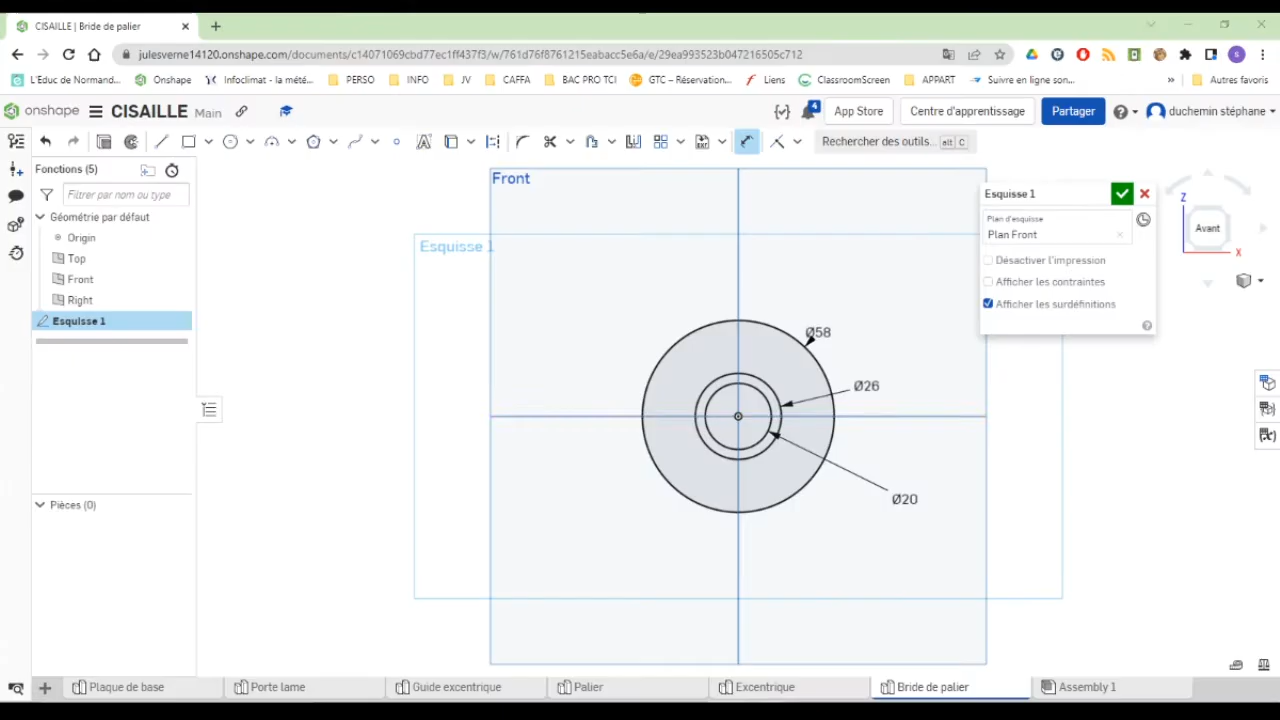 CISAILLE | Bride de palier
julesverne14120.onshape.com/documents/c14071069cbd77ec1ff437f3/w/761d76f8761215eabacc5e6a/e/29ea993523b047216505c712
L'Educ de Normand...
Onshape
Infoclimat - la mété...
PERSO
INFO
JV
CAFFA
BAC PRO TCI
GTC – Réservation...
Liens
ClassroomScreen
APPART
Suivre en ligne son...
»
Autres favoris
onshape
CISAILLE Main
4
App Store
Centre d'apprentissage
Partager
duchemin stéphane
Rechercher des outils... alt C
Fonctions (5)
Filtrer par nom ou type
Géométrie par défaut
Origin
Top
Front
Right
Esquisse 1
Pièces (0)
Front
Esquisse 1
Ø58
Ø26
Ø20
Esquisse 1
Plan d'esquisse
Plan Front
Désactiver l'impression
Afficher les contraintes
Afficher les surdéfinitions
Z
Avant
X
Plaque de base
Porte lame
Guide excentrique
Palier
Excentrique
Bride de palier
Assembly 1